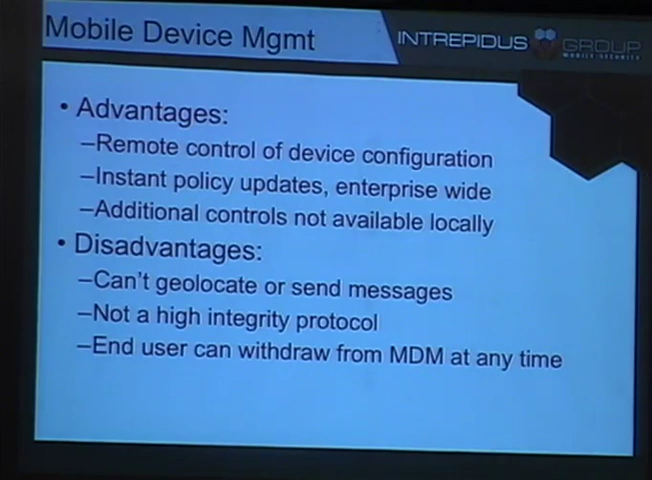 Mobile Device Mgmt
INTREPIDUS GROUP
MOBILE SECURITY
• Advantages:
–Remote control of device configuration
–Instant policy updates, enterprise wide
–Additional controls not available locally
• Disadvantages:
–Can't geolocate or send messages
–Not a high integrity protocol
–End user can withdraw from MDM at any time